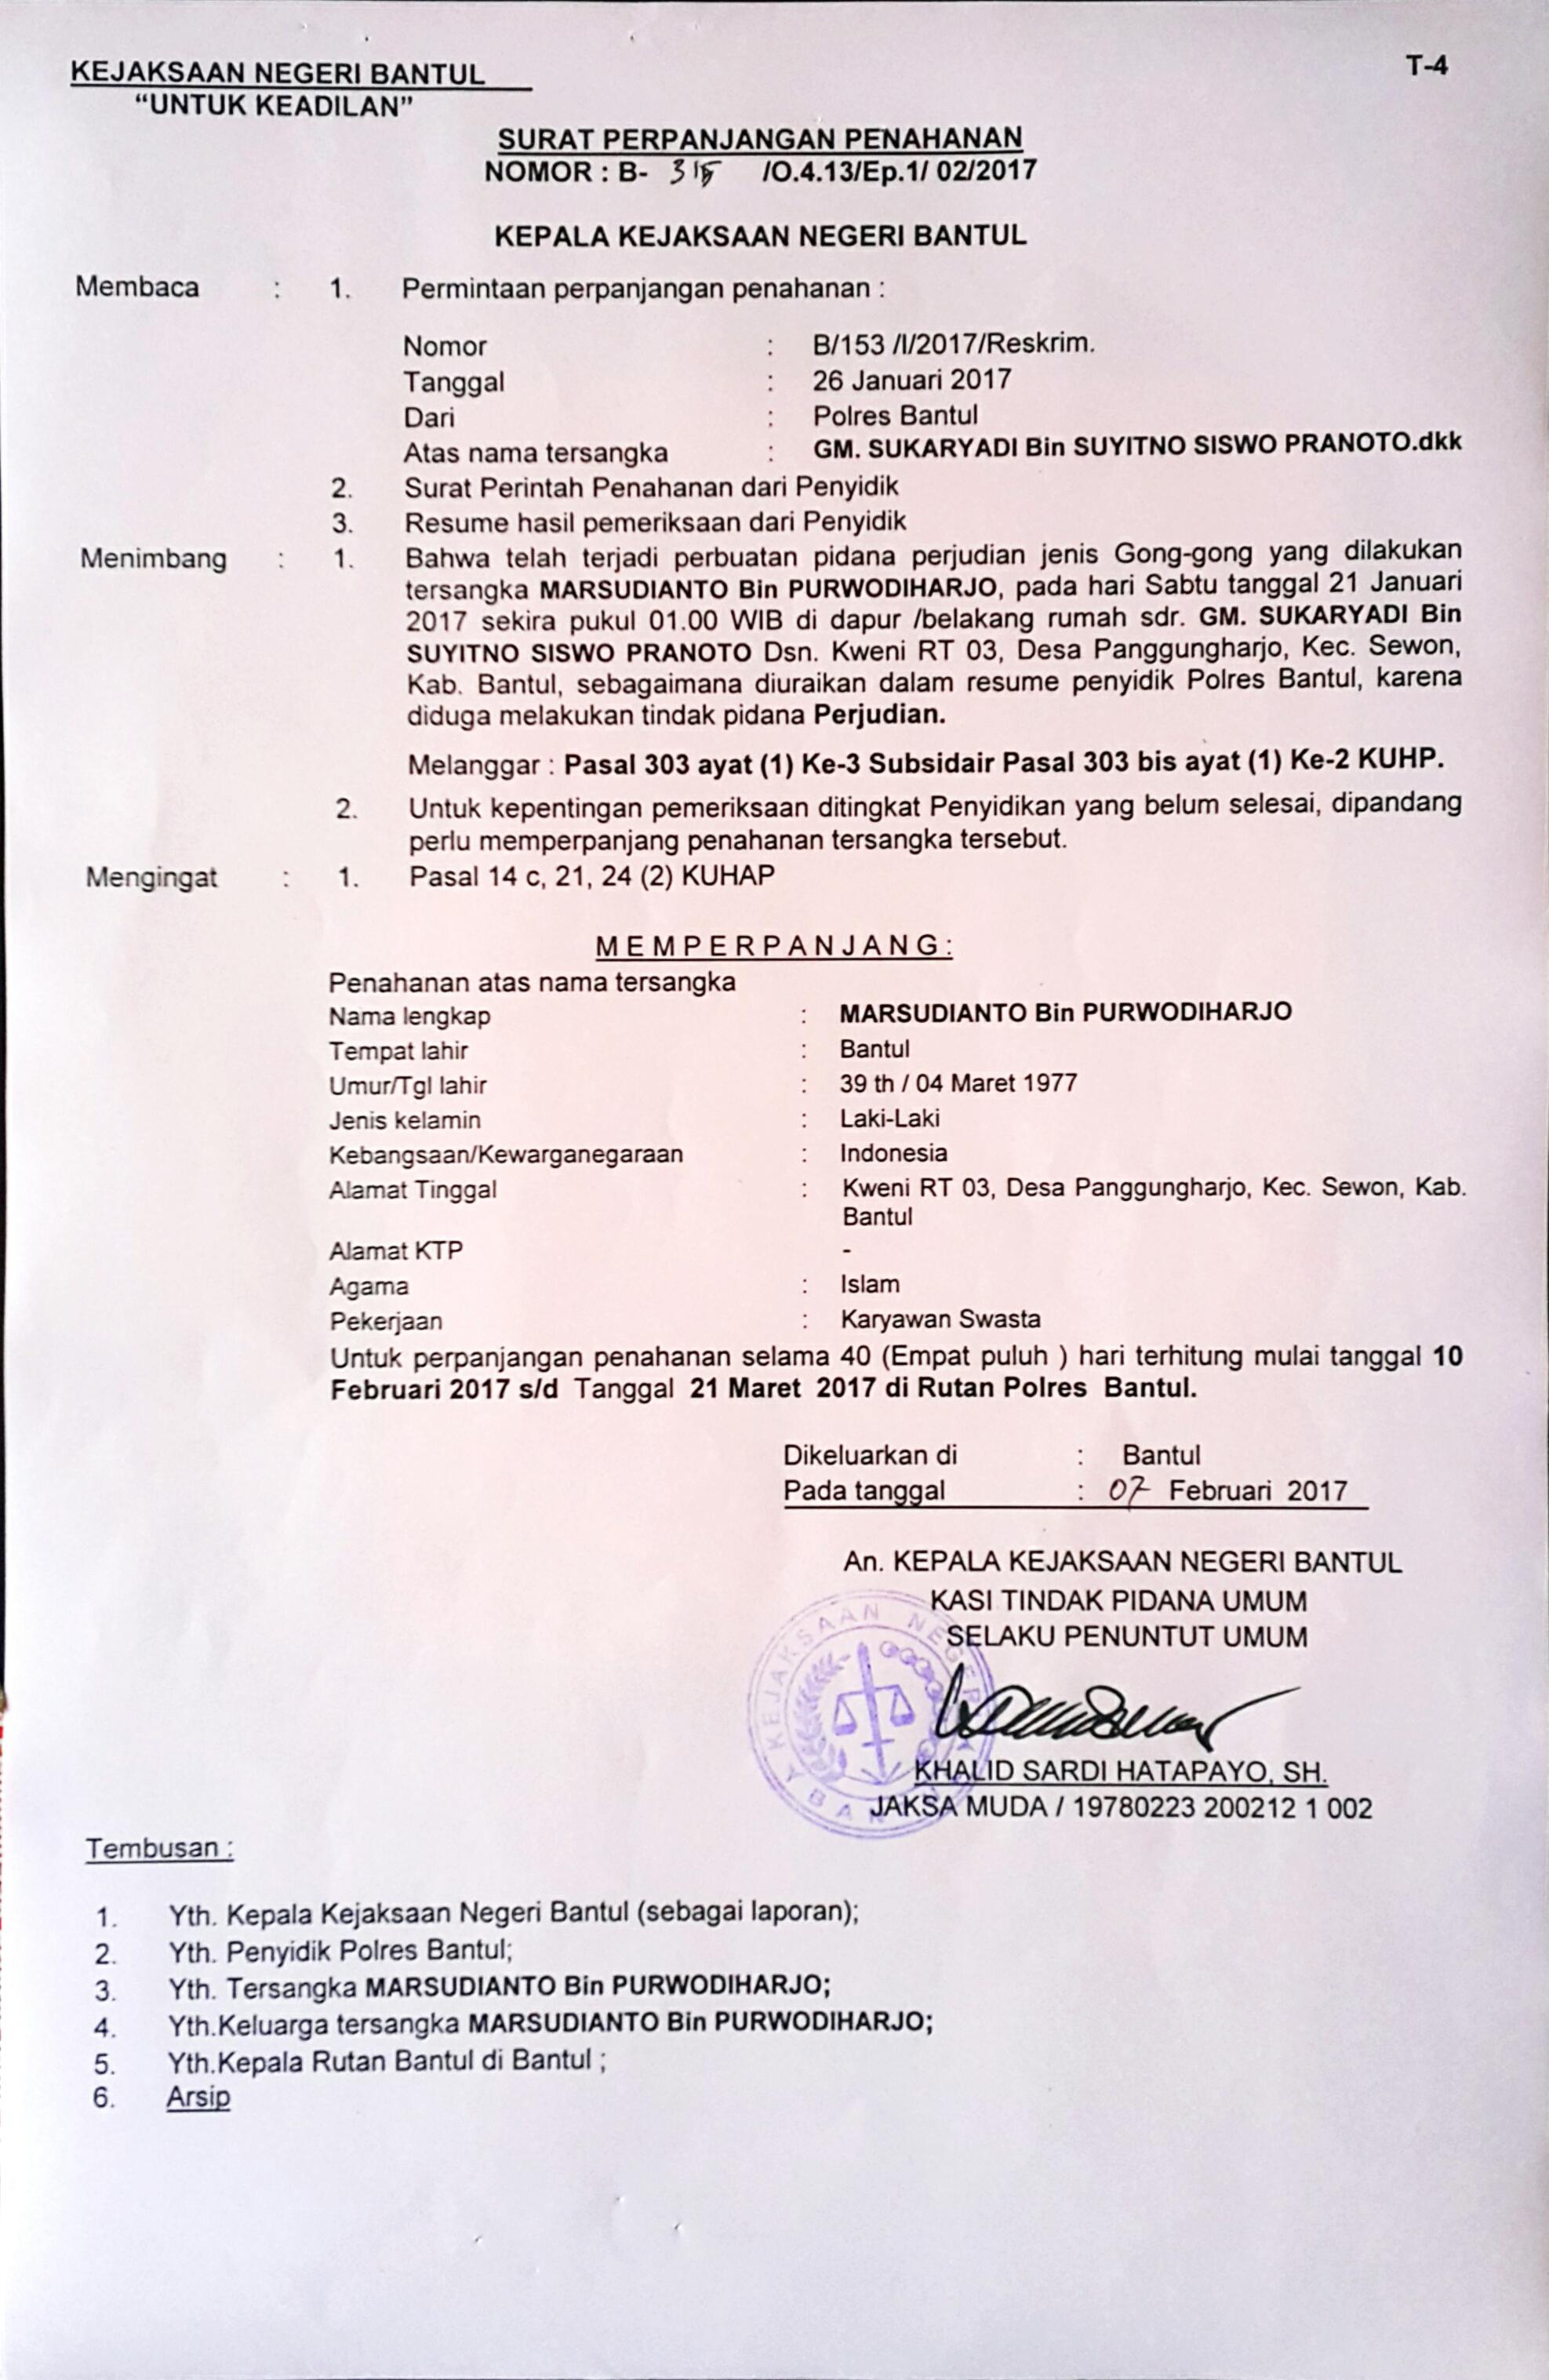 KEJAKSAAN NEGERI BANTUL
T-4
“UNTUK KEADILAN”
SURAT PERPANJANGAN PENAHANAN
NOMOR : B- /O.4.13/Ep.1/ 02/2017
KEPALA KEJAKSAAN NEGERI BANTUL
Membaca : 1. Permintaan perpanjangan penahanan :
Nomor : B/153 /I/2017/Reskrim.
Tanggal : 26 Januari 2017
Dari : Polres Bantul
Atas nama tersangka : GM. SUKARYADI Bin SUYITNO SISWO PRANOTO.dkk
2. Surat Perintah Penahanan dari Penyidik
3. Resume hasil pemeriksaan dari Penyidik
Menimbang : 1. Bahwa telah terjadi perbuatan pidana perjudian jenis Gong-gong yang dilakukan
tersangka MARSUDIANTO Bin PURWODIHARJO, pada hari Sabtu tanggal 21 Januari
2017 sekira pukul 01.00 WIB di dapur /belakang rumah sdr. GM. SUKARYADI Bin
SUYITNO SISWO PRANOTO Dsn. Kweni RT 03, Desa Panggungharjo, Kec. Sewon,
Kab. Bantul, sebagaimana diuraikan dalam resume penyidik Polres Bantul, karena
diduga melakukan tindak pidana Perjudian.
Melanggar : Pasal 303 ayat (1) Ke-3 Subsidair Pasal 303 bis ayat (1) Ke-2 KUHP.
2. Untuk kepentingan pemeriksaan ditingkat Penyidikan yang belum selesai, dipandang
perlu memperpanjang penahanan tersangka tersebut.
Mengingat : 1. Pasal 14 c, 21, 24 (2) KUHAP
M E M P E R P A N J A N G :
Penahanan atas nama tersangka
Nama lengkap : MARSUDIANTO Bin PURWODIHARJO
Tempat lahir : Bantul
Umur/Tgl lahir : 39 th / 04 Maret 1977
Jenis kelamin : Laki-Laki
Kebangsaan/Kewarganegaraan : Indonesia
Alamat Tinggal : Kweni RT 03, Desa Panggungharjo, Kec. Sewon, Kab.
Bantul
Alamat KTP -
Agama : Islam
Pekerjaan : Karyawan Swasta
Untuk perpanjangan penahanan selama 40 (Empat puluh ) hari terhitung mulai tanggal 10
Februari 2017 s/d Tanggal 21 Maret 2017 di Rutan Polres Bantul.
Dikeluarkan di : Bantul
Pada tanggal : 07 Februari 2017
An. KEPALA KEJAKSAAN NEGERI BANTUL
KASI TINDAK PIDANA UMUM
SELAKU PENUNTUT UMUM
KEJAKSAAN NEGERI
BANTUL
KHALID SARDI HATAPAYO, SH.
JAKSA MUDA / 19780223 200212 1 002
Tembusan :
1. Yth. Kepala Kejaksaan Negeri Bantul (sebagai laporan);
2. Yth. Penyidik Polres Bantul;
3. Yth. Tersangka MARSUDIANTO Bin PURWODIHARJO;
4. Yth.Keluarga tersangka MARSUDIANTO Bin PURWODIHARJO;
5. Yth.Kepala Rutan Bantul di Bantul ;
6. Arsip